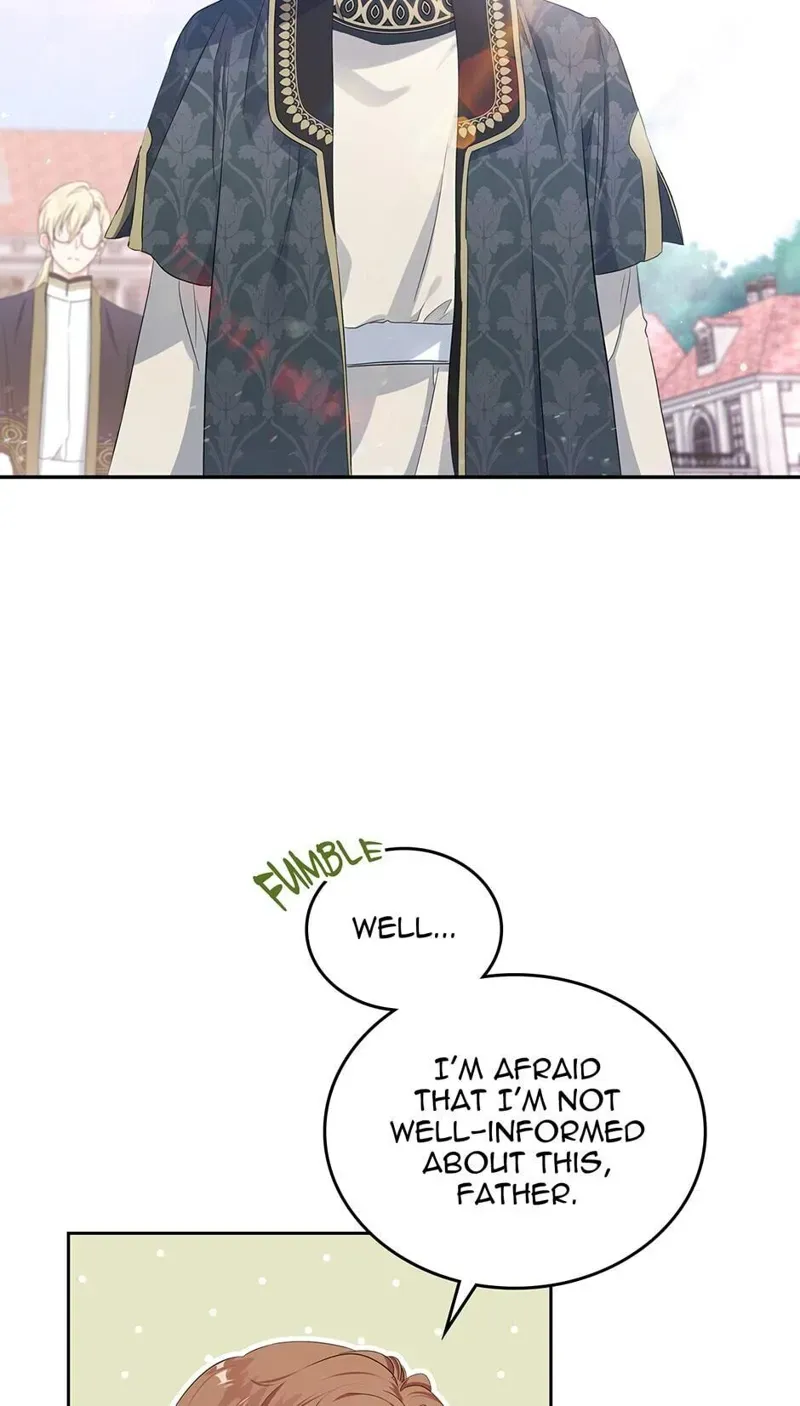 FUMBLE
WELL...
I'M AFRAID
THAT I'M NOT
WELL-INFORMED
ABOUT THIS,
FATHER.